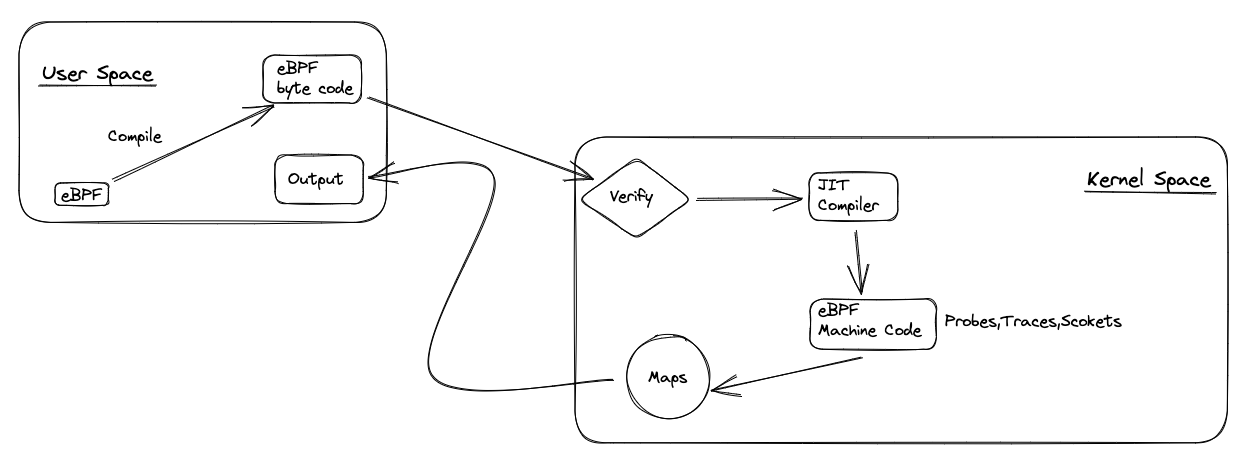 User Space
eBPF
byte code
Compile
eBPF
Output
Kernel Space
Verify
JIT
Compiler
eBPF
Machine Code
Probes,Traces,Scokets
Maps